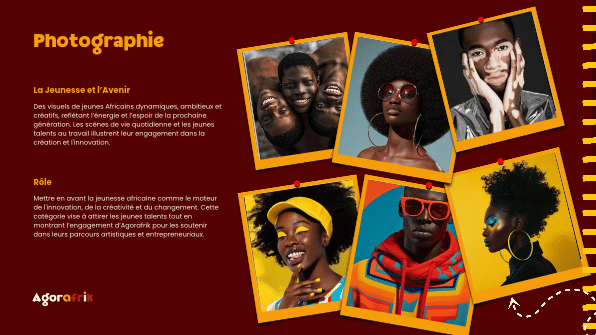 Photographie
La Jeunesse et l'Avenir
Des visuels de jeunes Africains dynamiques, ambitieux et
créatifs, reflétant l'énergie et l'espoir de la prochaine
génération. Les scènes de vie quotidienne et les jeunes
talents au travail illustrent leur engagement dans la
création et l'innovation.
Rôle
Mettre en avant la jeunesse africaine comme le moteur
de l'innovation, de la créativité et du changement. Cette
catégorie vise à attirer les jeunes talents tout en
montrant l'engagement d'Agorafrik pour les soutenir
dans leurs parcours artistiques et entrepreneuriaux.
Agorafrik